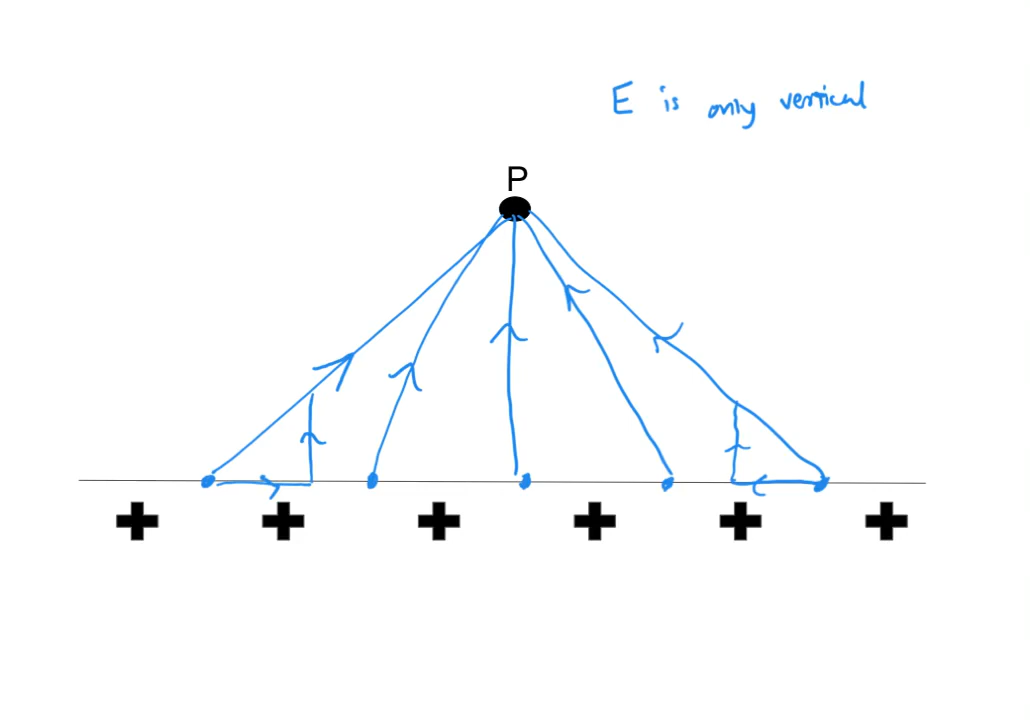 E is only vertical
P
+ + + + + +